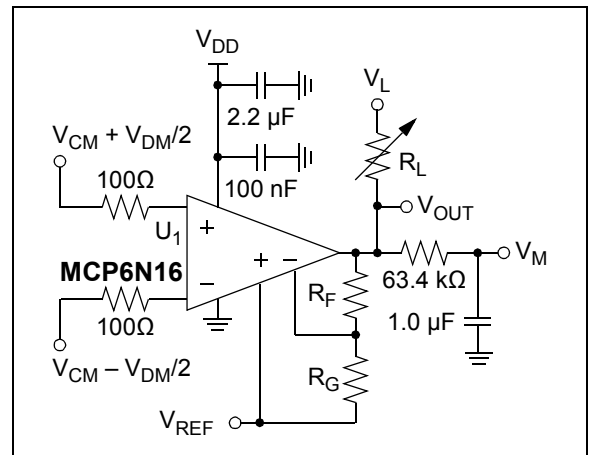 V_DD
2.2 µF
V_L
V_CM + V_DM/2
100Ω
100 nF
R_L
V_OUT
U_1
+
MCP6N16
+ −
−
V_M
63.4 kΩ
R_F
1.0 µF
100Ω
V_CM − V_DM/2
R_G
V_REF